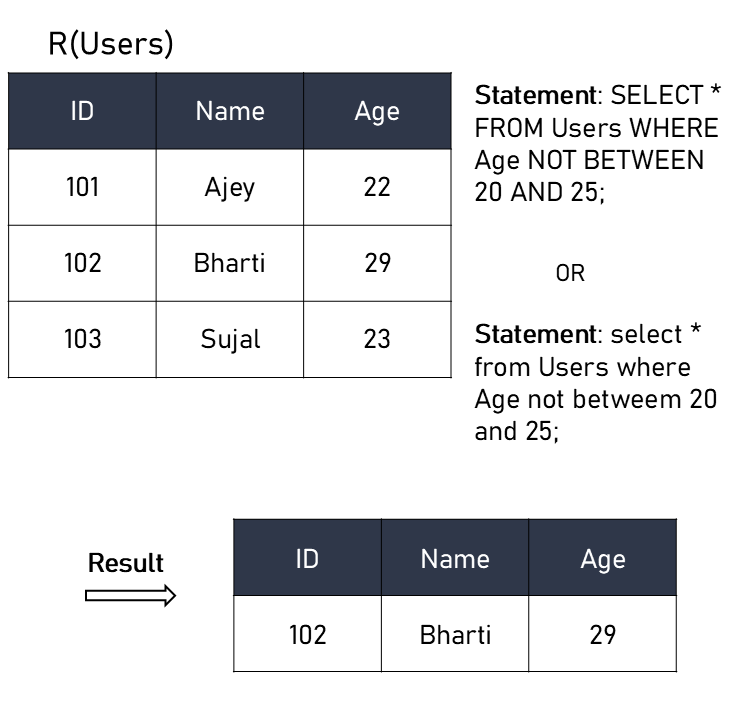 R(Users)
ID Name Age
101 Ajey 22
102 Bharti 29
103 Sujal 23
Statement: SELECT *
FROM Users WHERE
Age NOT BETWEEN
20 AND 25;
OR
Statement: select *
from Users where
Age not betweem 20
and 25;
Result
ID Name Age
102 Bharti 29